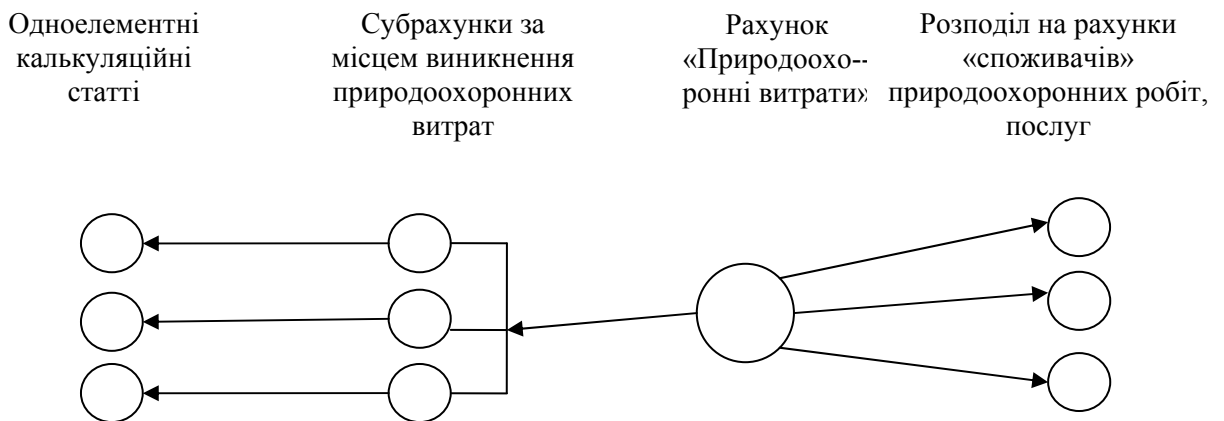 Одноелементні
калькуляційні
статті
Субрахунки за
місцем виникнення
природоохоронних
витрат
Рахунок
«Природоохо--
ронні витрати»
Розподіл на рахунки
«споживачів»
природоохоронних робіт,
послуг